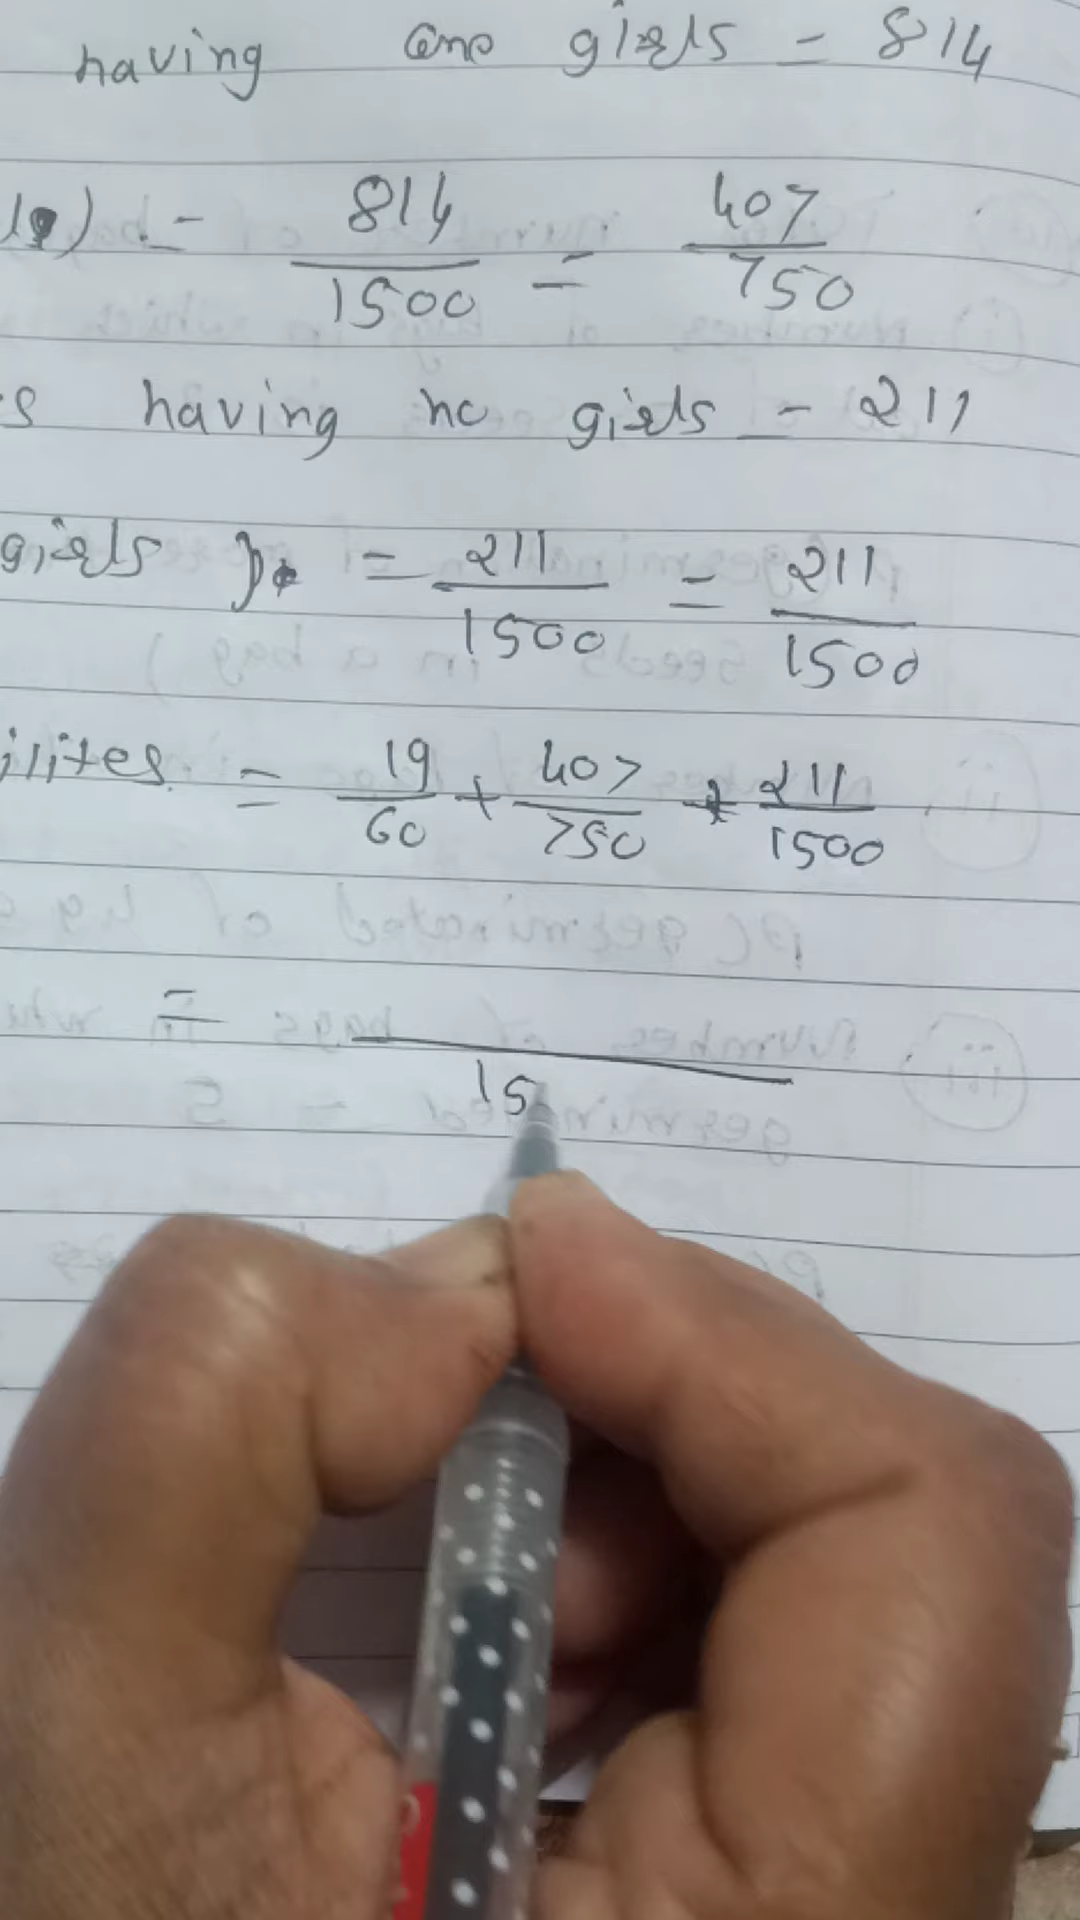 having one girls = 814
814/1500 = 407/750
having no girls = 211
girls) = 211/1500 = 211/1500
ilites = 19/60 + 407/750 + 211/1500
= /15